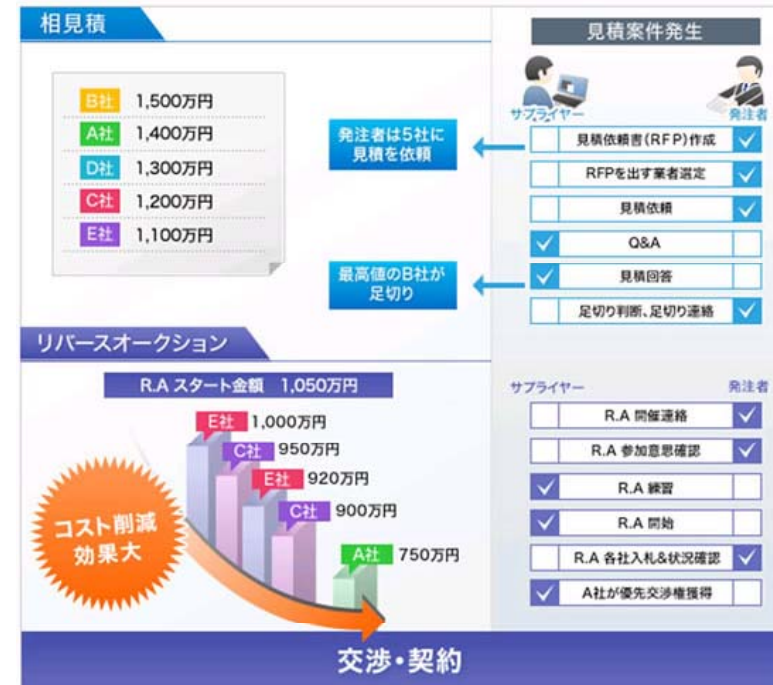 相見積
B社 1,500万円
A社 1,400万円
D社 1,300万円
C社 1,200万円
E社 1,100万円
発注者は5社に
見積を依頼
最高値のB社が
足切り
見積案件発生
サプライヤー 発注者
見積依頼書(RFP)作成
RFPを出す業者選定
見積依頼
Q&A
見積回答
足切り判断、足切り連絡
リバースオークション
R.A スタート金額 1,050万円
E社 1,000万円
C社 950万円
E社 920万円
C社 900万円
A社 750万円
コスト削減
効果大
サプライヤー 発注者
R.A 開催連絡
R.A 参加意思確認
R.A 練習
R.A 開始
R.A 各社入札&状況確認
A社が優先交渉権獲得
交渉・契約